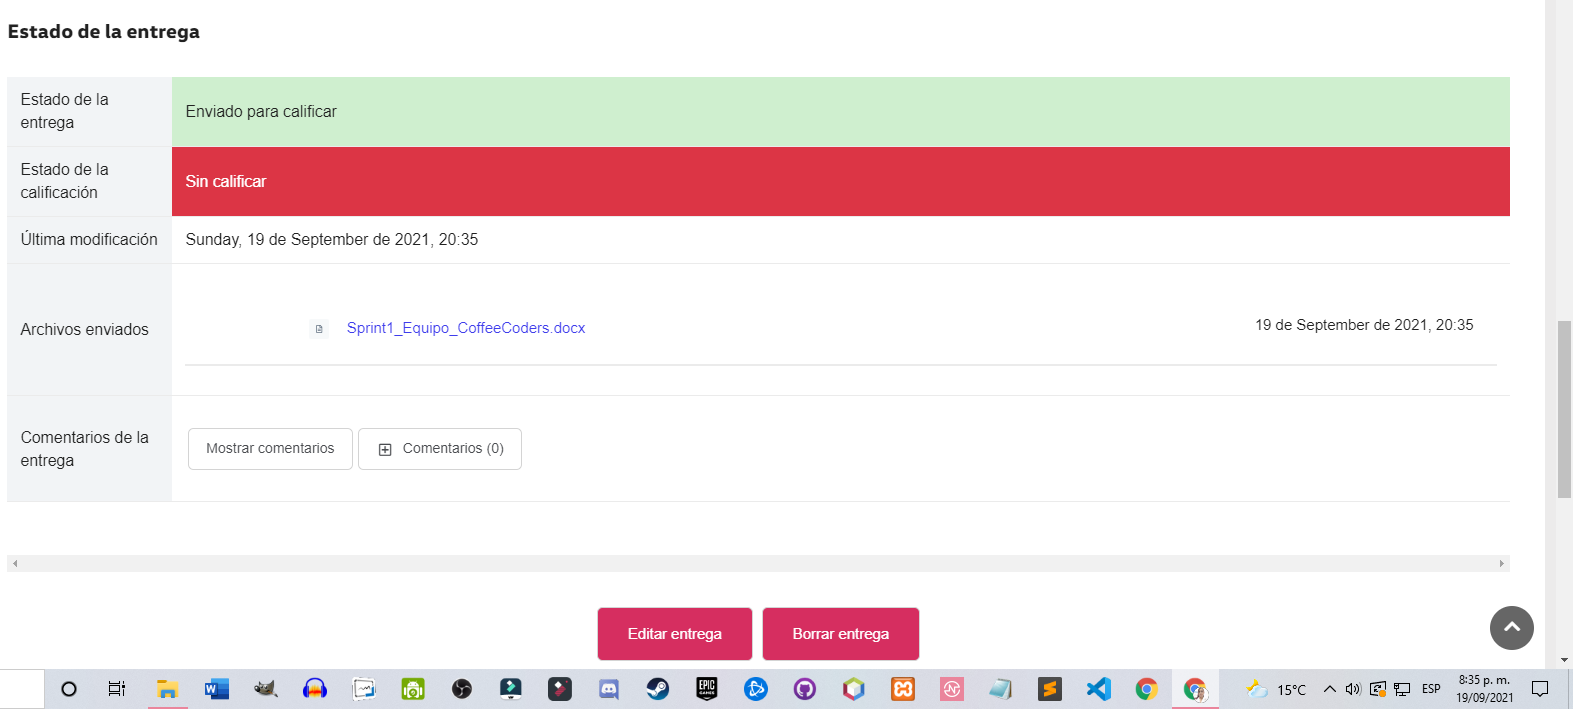 Estado de la entrega
Estado de la
entrega
Enviado para calificar
Estado de la
calificación
Sin calificar
Última modificación
Sunday, 19 de September de 2021, 20:35
Archivos enviados
Sprint1_Equipo_CoffeeCoders.docx
19 de September de 2021, 20:35
Comentarios de la
entrega
Mostrar comentarios
Comentarios (0)
Editar entrega
Borrar entrega
EPIC
GAMES
15°C
ESP
8:35 p. m.
19/09/2021